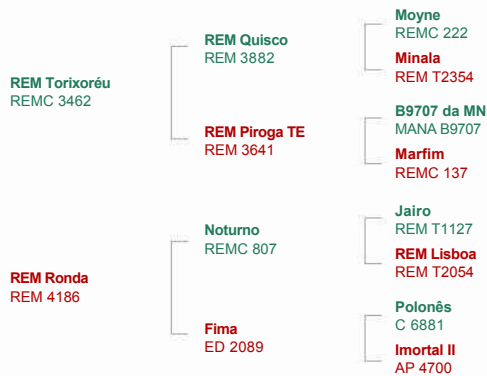 REM Torixoréu
REMC 3462
REM Ronda
REM 4186
REM Quisco
REM 3882
REM Piroga TE
REM 3641
Noturno
REMC 807
Fima
ED 2089
Moyne
REMC 222
Minala
REM T2354
B9707 da MN
MANA B9707
Marfim
REMC 137
Jairo
REM T1127
REM Lisboa
REM T2054
Polonês
C 6881
Imortal II
AP 4700